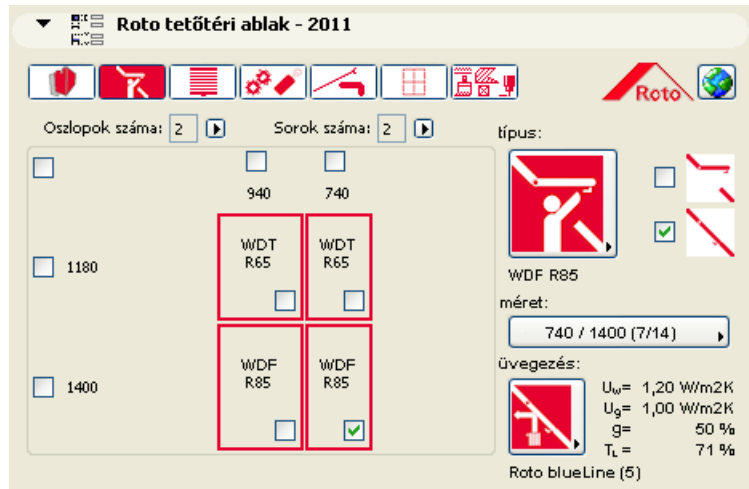 Roto tetőtéri ablak - 2011
Roto
Oszlopok száma: 2 Sorok száma: 2
típus:
940 740
1180 WDT R65 WDT R65
WDF R85
méret:
740 / 1400 (7/14)
üvegezés:
1400 WDF R85 WDF R85
Uw= 1,20 W/m2K
Ug= 1,00 W/m2K
g= 50 %
TL = 71 %
Roto blueLine (5)